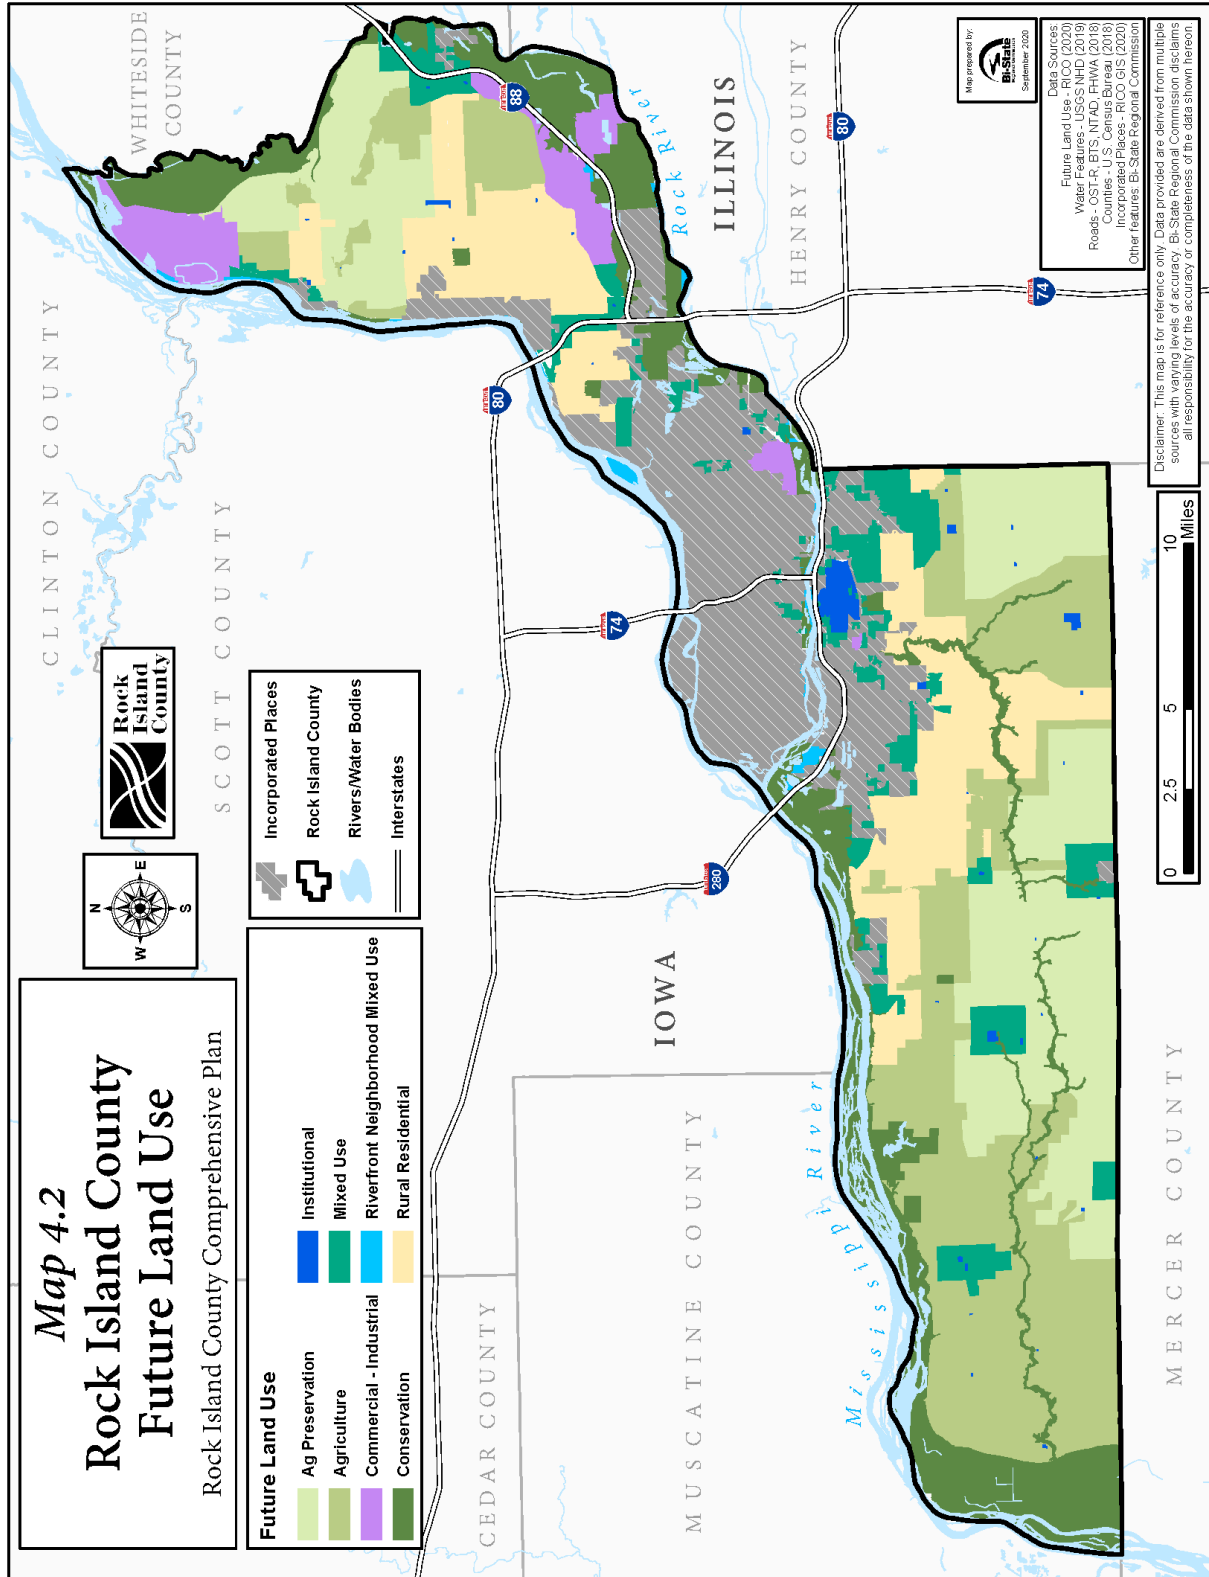 Map 4.2
Rock Island County
Future Land Use
Rock Island County Comprehensive Plan
N
W
E
S
Rock
Island
County
Future Land Use
Ag Preservation
Agriculture
Commercial - Industrial
Conservation
Institutional
Mixed Use
Riverfront Neighborhood Mixed Use
Rural Residential
Incorporated Places
Rock Island County
Rivers/Water Bodies
Interstates
CLINTON COUNTY
SCOTT COUNTY
CEDAR COUNTY
MUSCATINE COUNTY
MERCER COUNTY
HENRY COUNTY
WHITESIDE
COUNTY
IOWA
ILLINOIS
Mississippi River
Rock River
80
74
280
88
80
74
0
2.5
5
10
Miles
Map prepared by:
Bi-State
September 2020
Data Sources:
Future Land Use - RICO (2020)
Water Features - USGS NHD (2019)
Roads - OST-R, BTS, NTAD, FHWA (2018)
Counties - U.S. Census Bureau (2018)
Incorporated Places - RICO GIS (2020)
Other features: Bi-State Regional Commission
Disclaimer: This map is for reference only. Data provided are derived from multiple
sources with varying levels of accuracy. Bi-State Regional Commission disclaims
all responsibility for the accuracy or completeness of the data shown hereon.